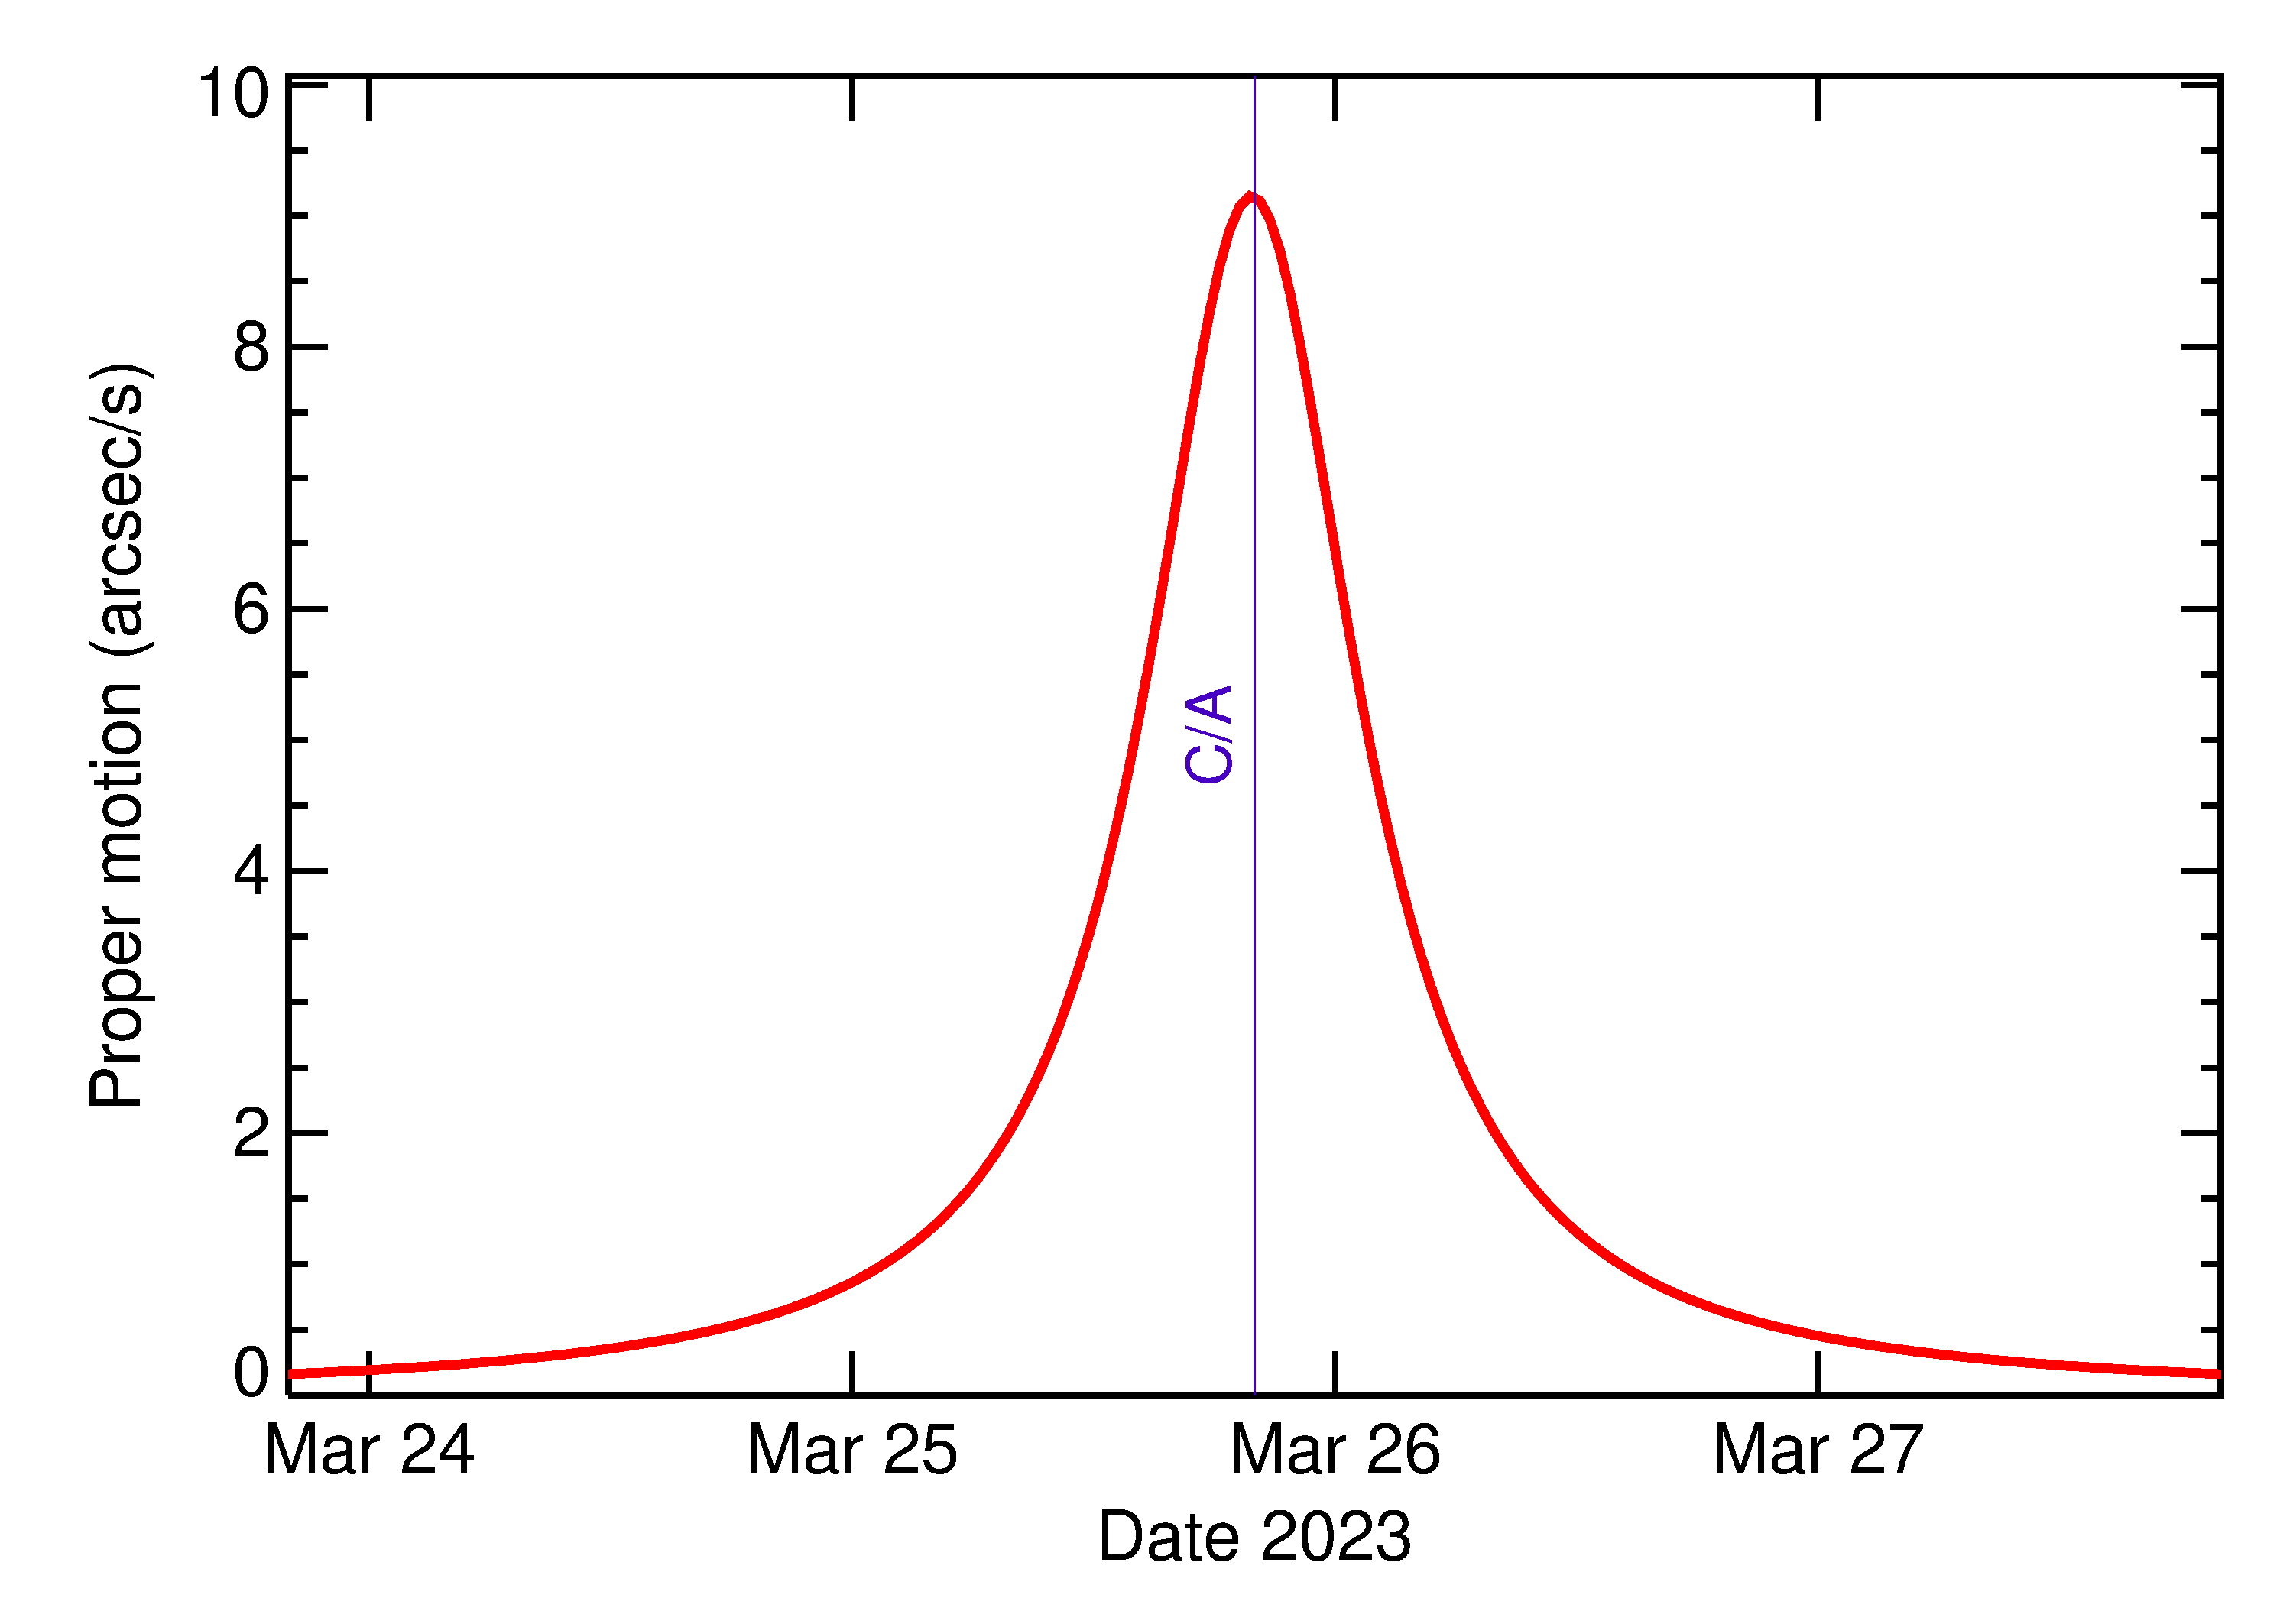 10
8
6
4
2
0
Proper motion (arcsec/s)
C/A
Mar 24
Mar 25
Mar 26
Mar 27
Date 2023